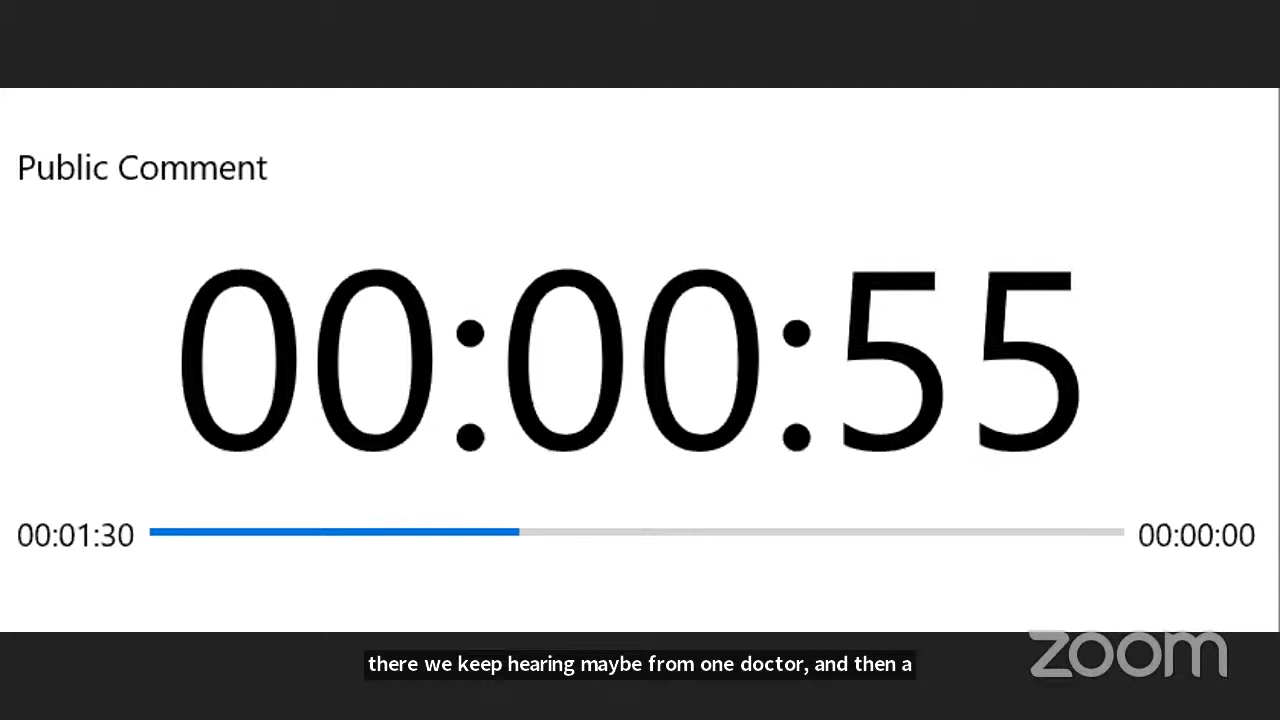 Public Comment
00:00:55
00:01:30
00:00:00
there we keep hearing maybe from one doctor, and then a
zoom